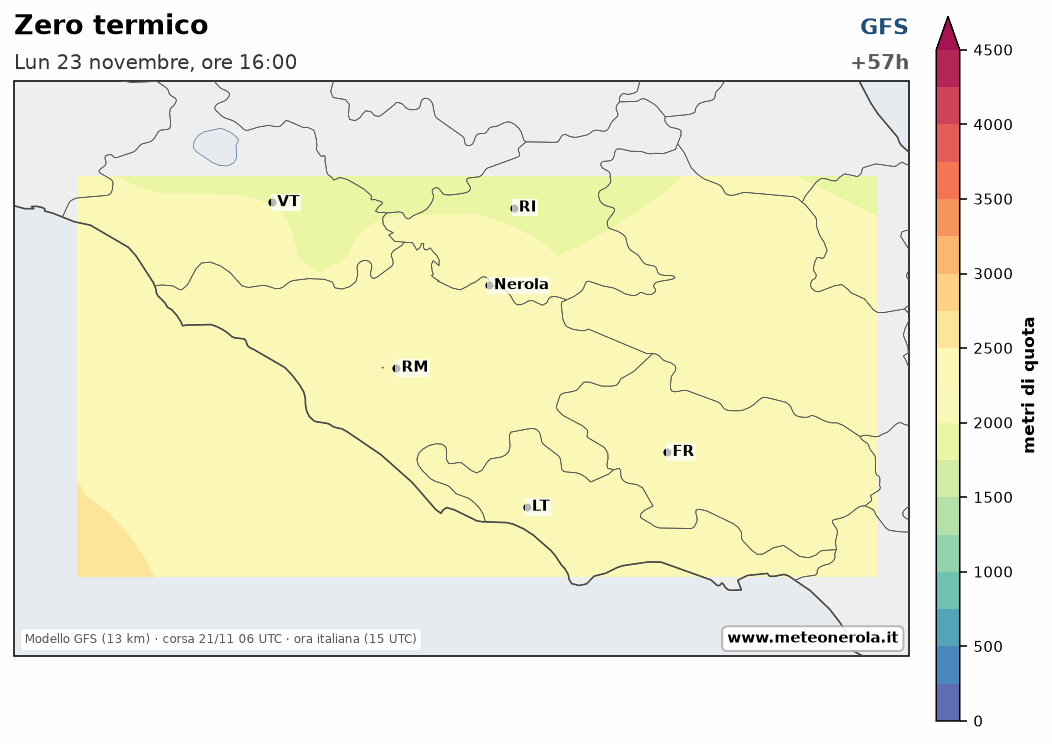 Zero termico
GFS
Lun 23 novembre, ore 16:00
+57h
4500
4000
3500
3000
2500
2000
1500
1000
500
0
metri di quota
VT
RI
Nerola
RM
FR
LT
Modello GFS (13 km) · corsa 21/11 06 UTC · ora italiana (15 UTC)
www.meteonerola.it